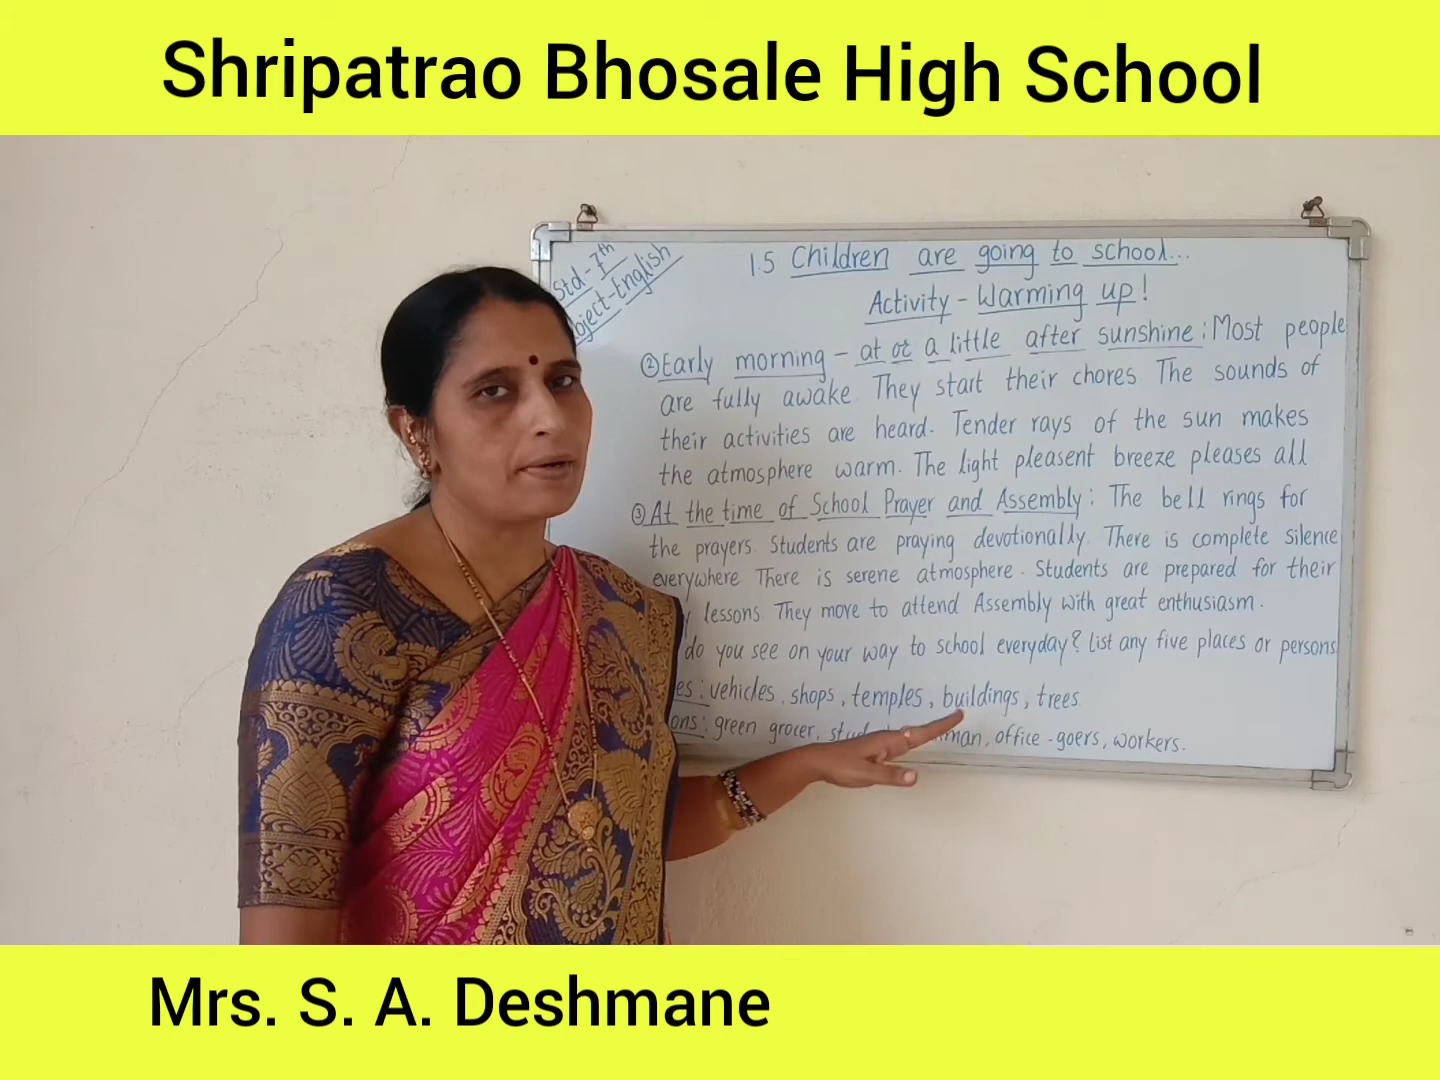 Shripatrao Bhosale High School
Std-7th
Subject-English
1.5 Children are going to school...
Activity - Warming up!
② Early morning - at or a little after sunshine : Most people
are fully awake. They start their chores. The sounds of
their activities are heard. Tender rays of the sun makes
the atmosphere warm. The light pleasent breeze pleases all
③ At the time of School Prayer and Assembly : The bell rings for
the prayers. Students are praying devotionally. There is complete silence
everywhere There is serene atmosphere. Students are prepared for their
lessons. They move to attend Assembly with great enthusiasm.
do you see on your way to school everyday? List any five places or persons
vehicles, shops, temples, buildings, trees
green grocer, office-goers, workers.
Mrs. S. A. Deshmane